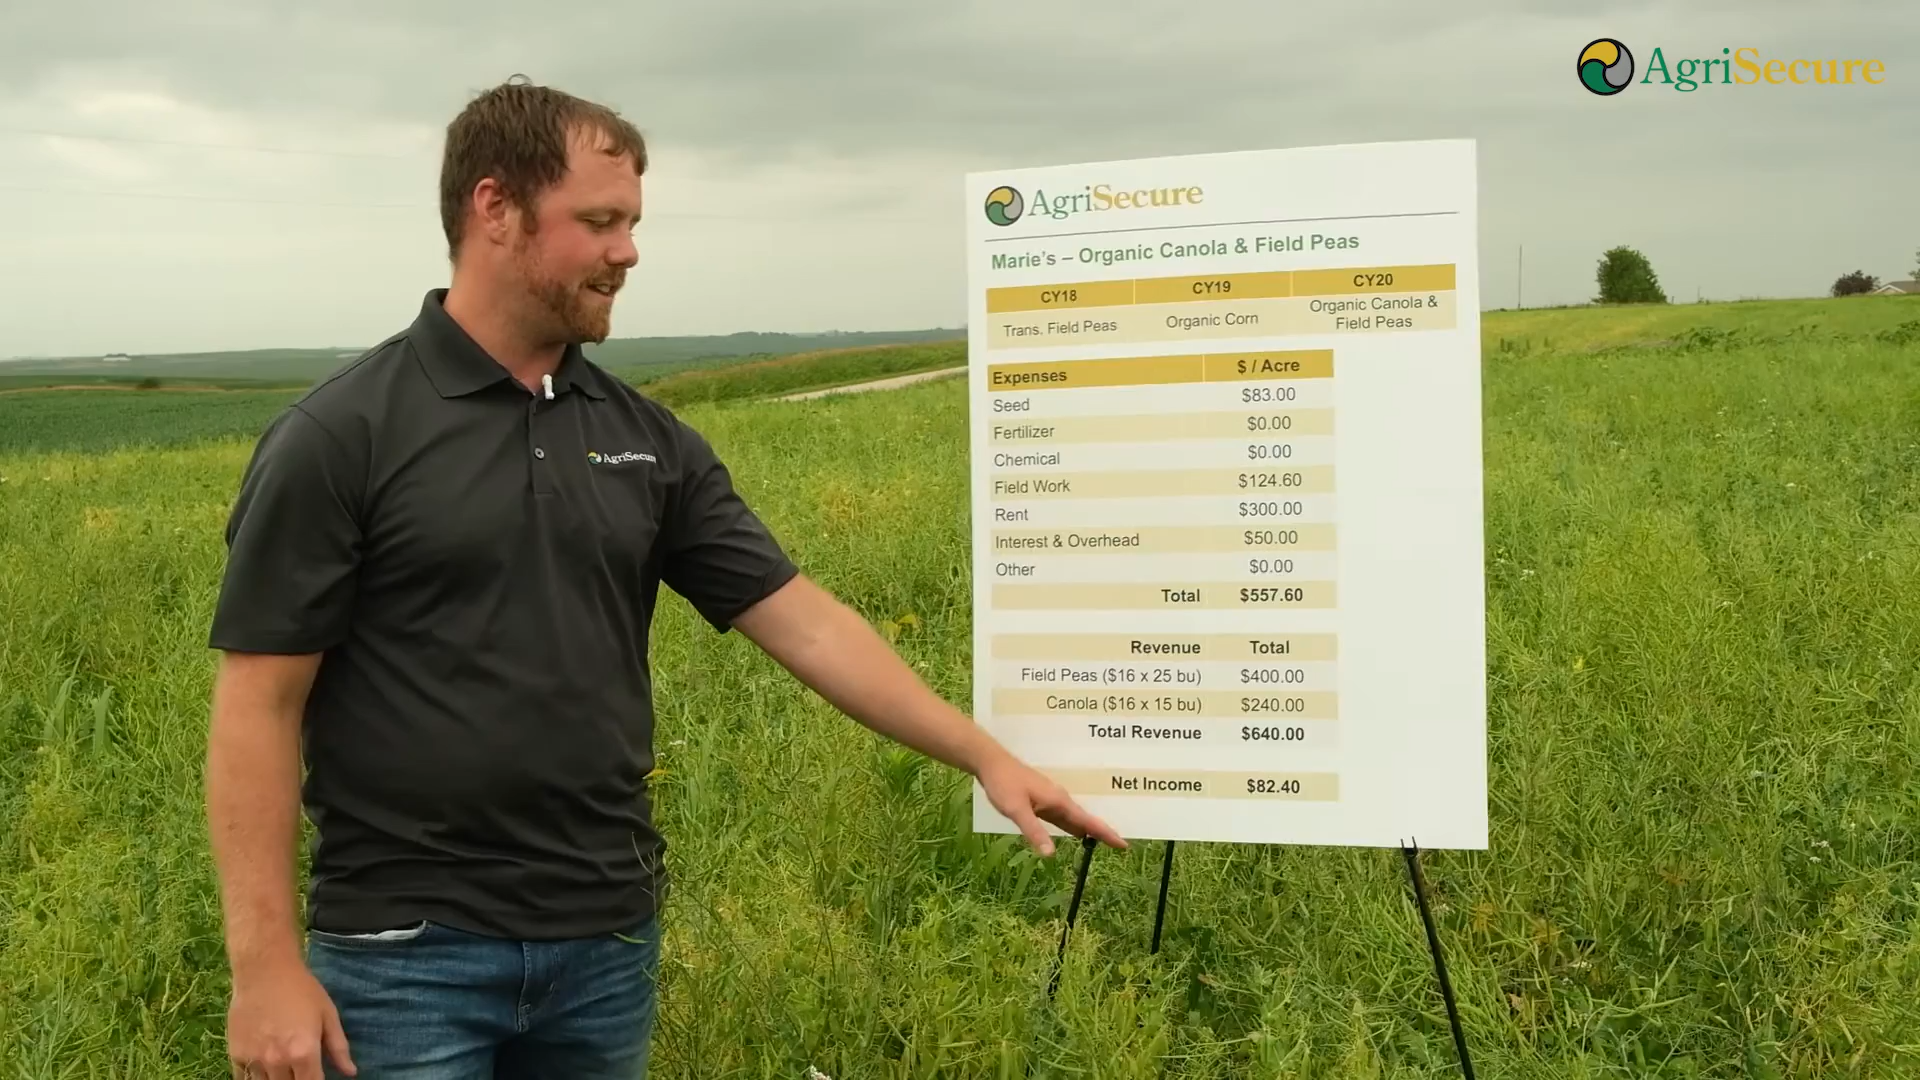 AgriSecure
AgriSecure
Marie's – Organic Canola & Field Peas
CY18 CY19 CY20
Trans. Field Peas Organic Corn Organic Canola &
Field Peas
Expenses $ / Acre
Seed $83.00
Fertilizer $0.00
Chemical $0.00
Field Work $124.60
Rent $300.00
Interest & Overhead $50.00
Other $0.00
Total $557.60
Revenue Total
Field Peas ($16 x 25 bu) $400.00
Canola ($16 x 15 bu) $240.00
Total Revenue $640.00
Net Income $82.40
AgriSecure